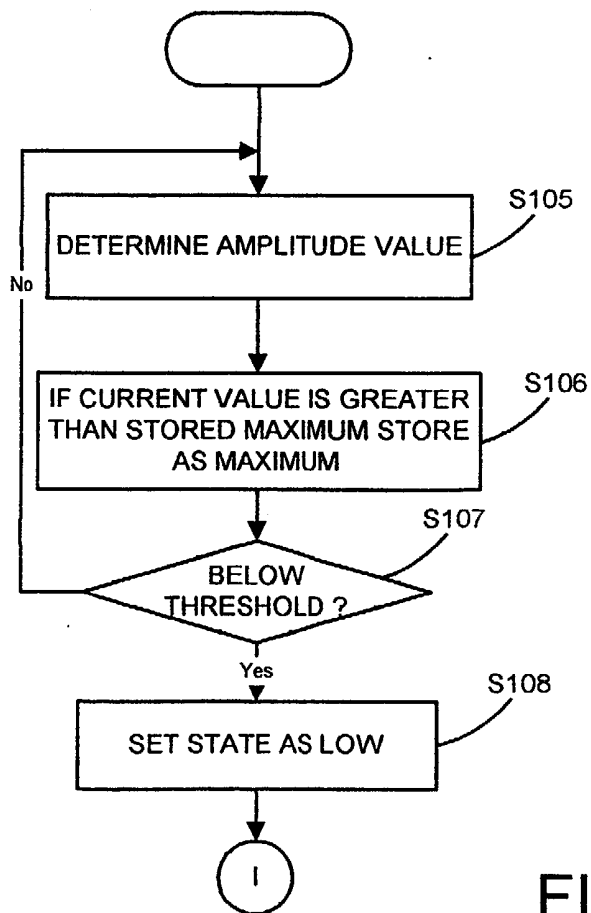 S105
DETERMINE AMPLITUDE VALUE
No
S106
IF CURRENT VALUE IS GREATER
THAN STORED MAXIMUM STORE
AS MAXIMUM
S107
BELOW
THRESHOLD ?
Yes
S108
SET STATE AS LOW
I